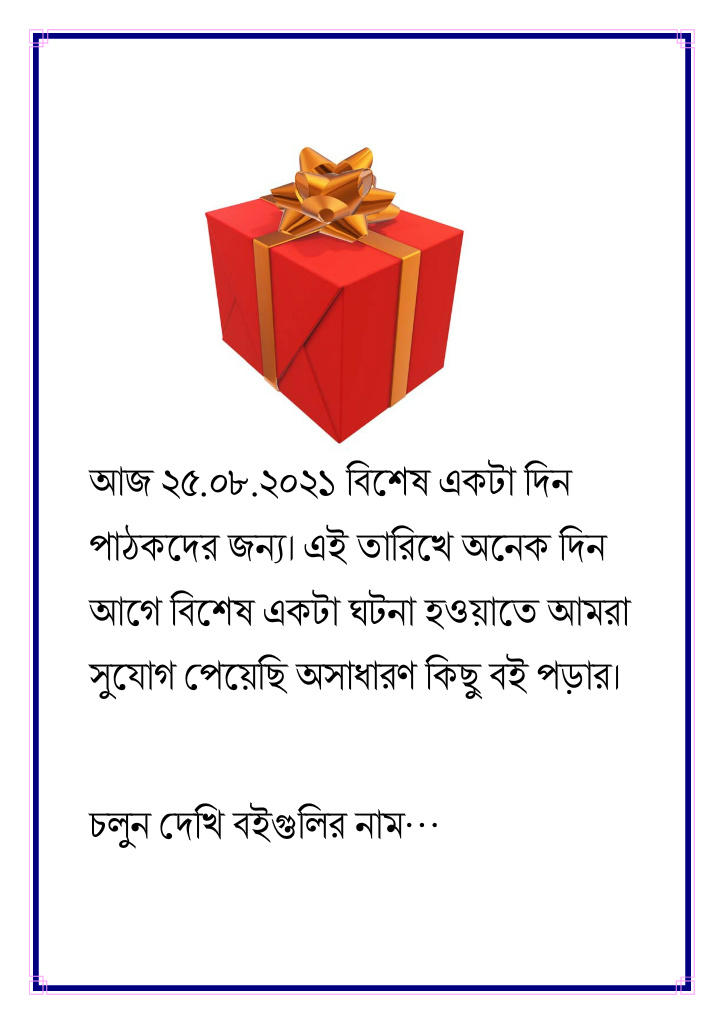 আজ ২৫.০৮.২০২১ বিশেষ একটা দিন
পাঠকদের জন্য। এই তারিখে অনেক দিন
আগে বিশেষ একটা ঘটনা হওয়াতে আমরা
সুযোগ পেয়েছি অসাধারণ কিছু বই পড়ার।
চলুন দেখি বইগুলির নাম···